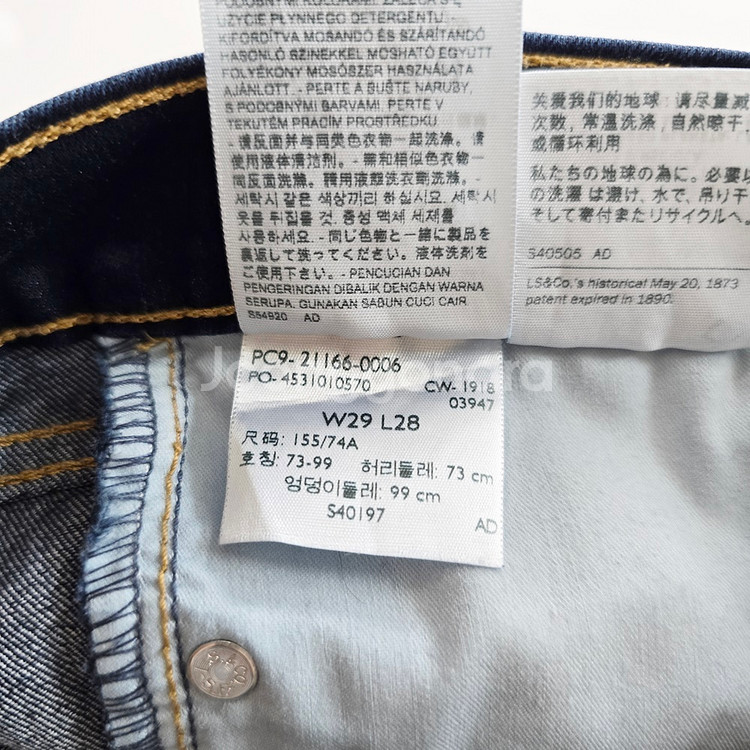 PODOBNYMI KOLORAMI. ZALECA SIĘ
UŻYCIE PŁYNNEGO DETERGENTU. -
KIFORDÍTVA MOSANDÓ ÉS SZÁRÍTANDÓ
HASONLÓ SZÍNEKKEL MOSHATÓ EGYÜTT
FOLYÉKONY MOSÓSZER HASZNÁLATA
AJÁNLOTT. - PERTE A SUŠTE NARUBY,
S PODOBNÝMI BARVAMI. PERTE V
TEKUTÉM PRACÍM PROSTŘEDKU.
- 请反面并与同类色衣物一起洗涤。请
使用液体清洁剂。- 需和相似色衣物一
同反面洗滌。請用液態洗衣劑洗滌。-
세탁시 같은 색상끼리 하십시요. 세탁시
옷을 뒤집을 것. 중성 액체 세제를
사용하세요. - 同じ色物と一緒に製品を
裏返して洗ってください。液体洗剤をご
使用下さい。- PENCUCIAN DAN
PENGERINGAN DIBALIK DENGAN WARNA
SERUPA. GUNAKAN SABUN CUCI CAIR
S54920 AD
关爱我们的地球: 请尽量减
次数, 常温洗涤, 自然晾干,
或循环利用
私たちの地球の為に。必要以
の洗濯は避け、水で、吊り干
そして寄付またリサイクルへ。
S40505 AD
LS&Co.'s historical May 20, 1873
patent expired in 1890.
PC9- 21166-0006
PO- 4531010570 CW- 1918
03947
W29 L28
尺码: 155/74A
호칭: 73-99 허리둘레: 73 cm
엉덩이둘레: 99 cm
S40197 AD